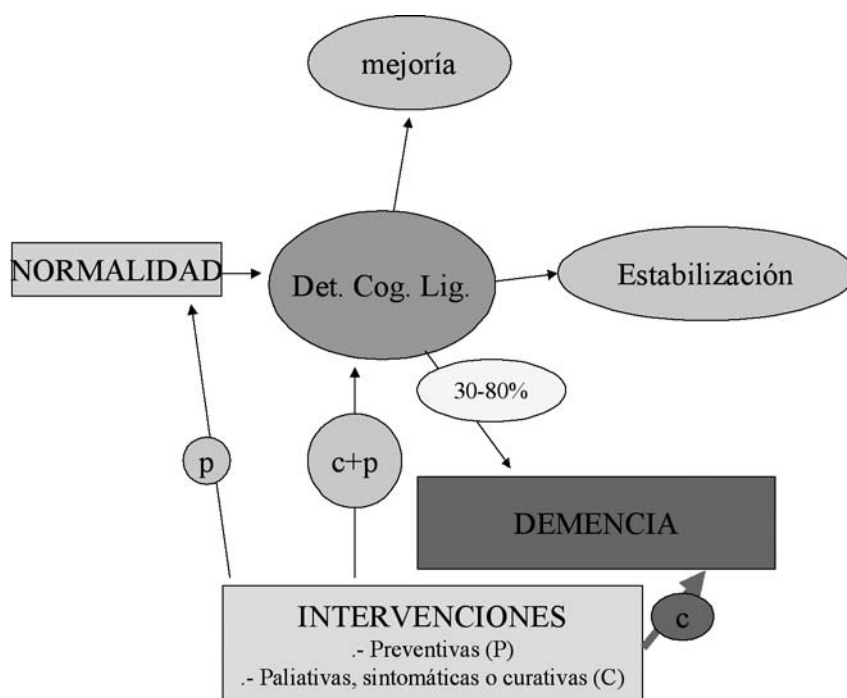 mejoría
NORMALIDAD
Det. Cog. Lig.
Estabilización
30-80%
p
c+p
DEMENCIA
INTERVENCIONES
.- Preventivas (P)
.- Paliativas, sintomáticas o curativas (C)
c